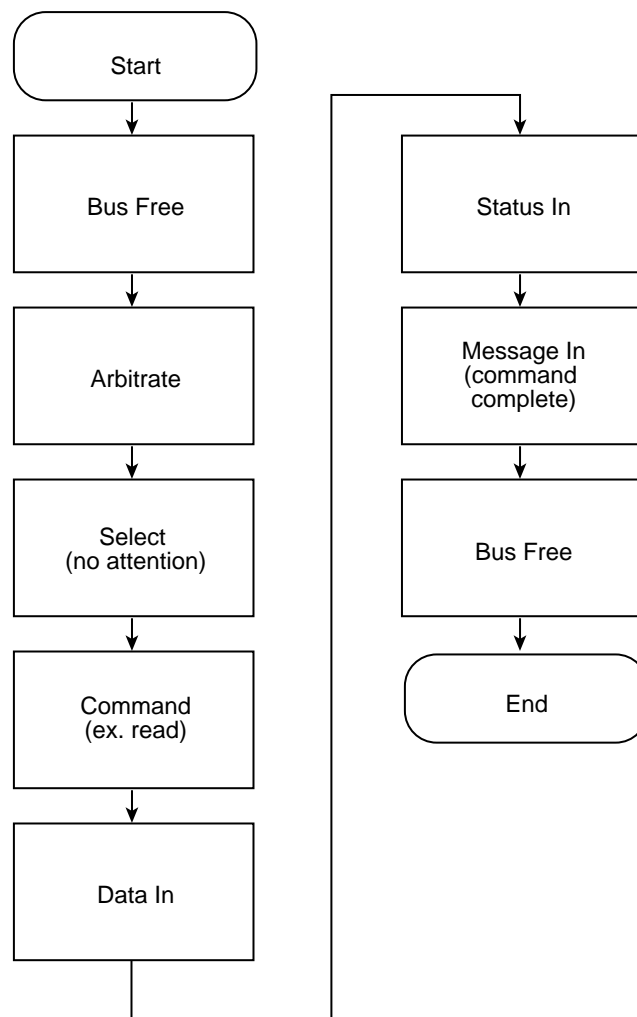 Start
Bus Free
Arbitrate
Select
(no attention)
Command
(ex. read)
Data In
Status In
Message In
(command
complete)
Bus Free
End